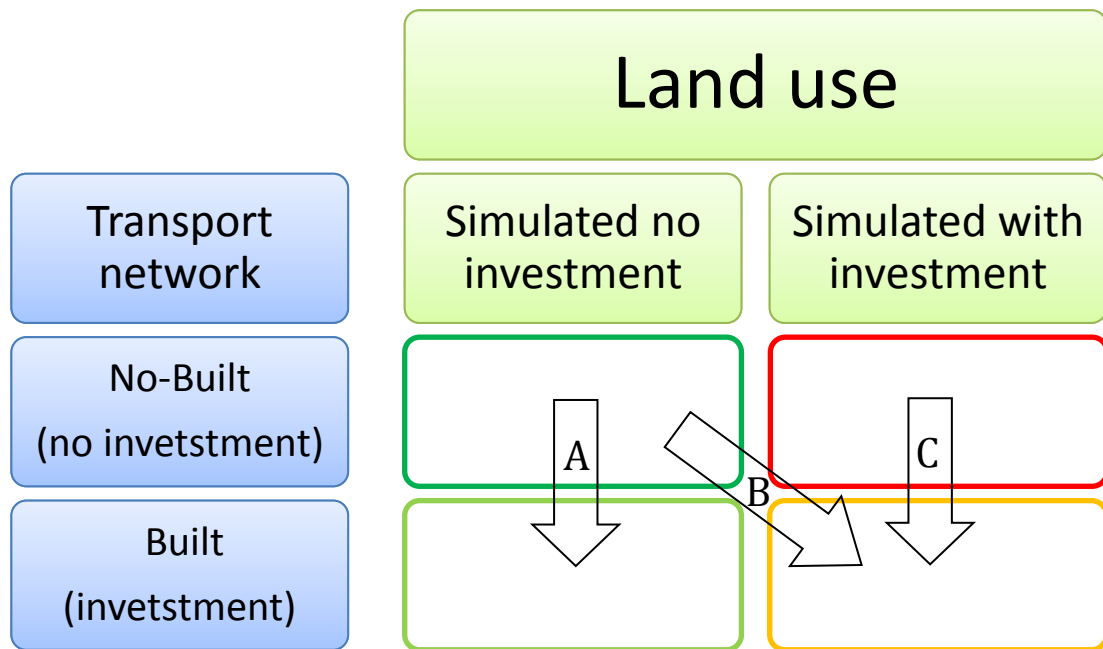 Land use
Transport
network
Simulated no
investment
Simulated with
investment
No-Built
(no invetstment)
A
B
C
Built
(invetstment)